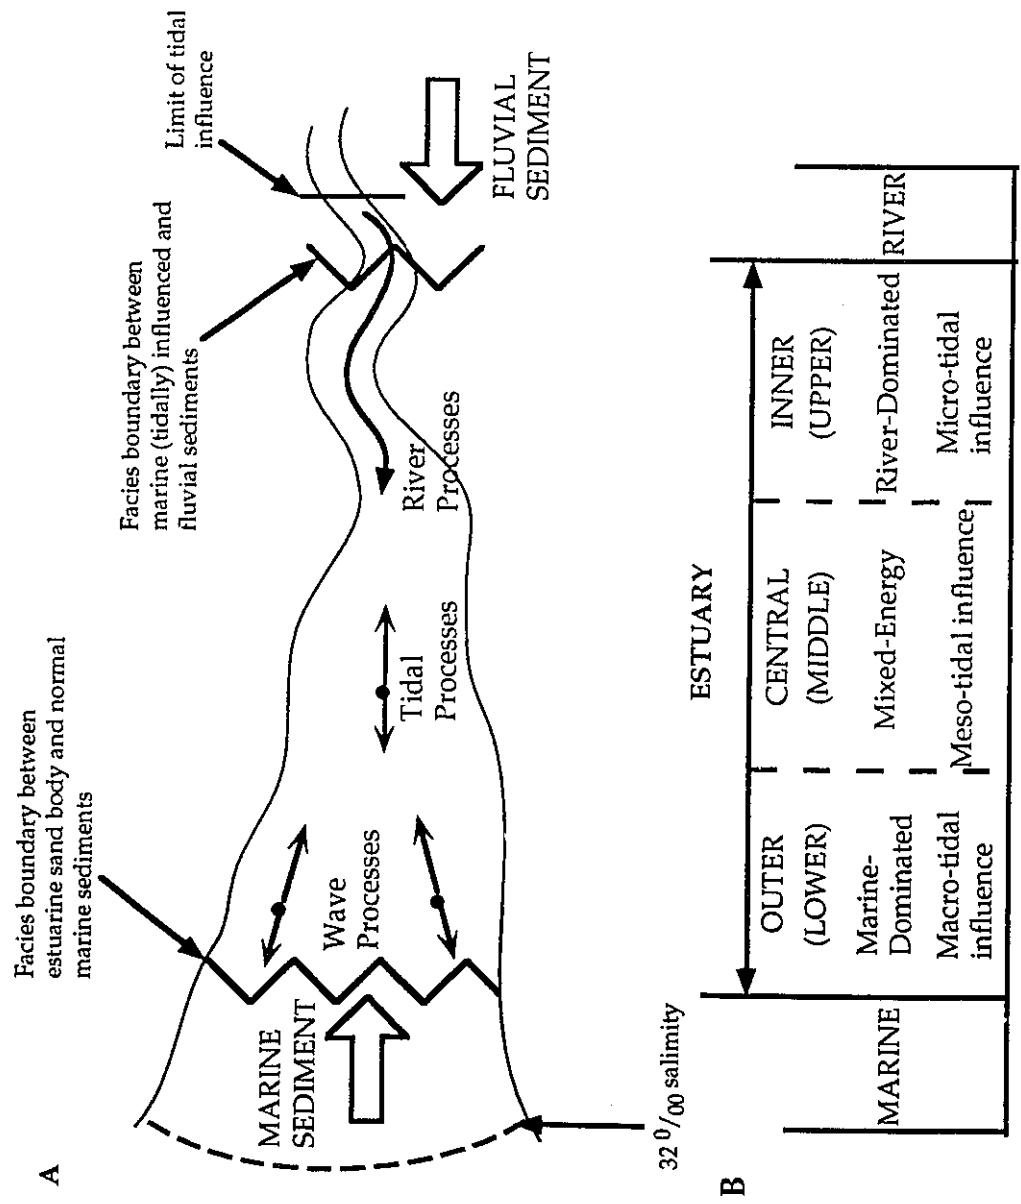 A
Facies boundary between
estuarine sand body and normal
marine sediments
Facies boundary between
marine (tidally) influenced and
fluvial sediments
Limit of tidal
influence
MARINE
SEDIMENT
Wave
Processes
Tidal
Processes
River
Processes
FLUVIAL
SEDIMENT
32 0/00 salimity
B
ESTUARY
MARINE
OUTER
(LOWER)
Marine-
Dominated
Macro-tidal
influence
CENTRAL
(MIDDLE)
Mixed-Energy
Meso-tidal influence
INNER
(UPPER)
River-Dominated
Micro-tidal
influence
RIVER